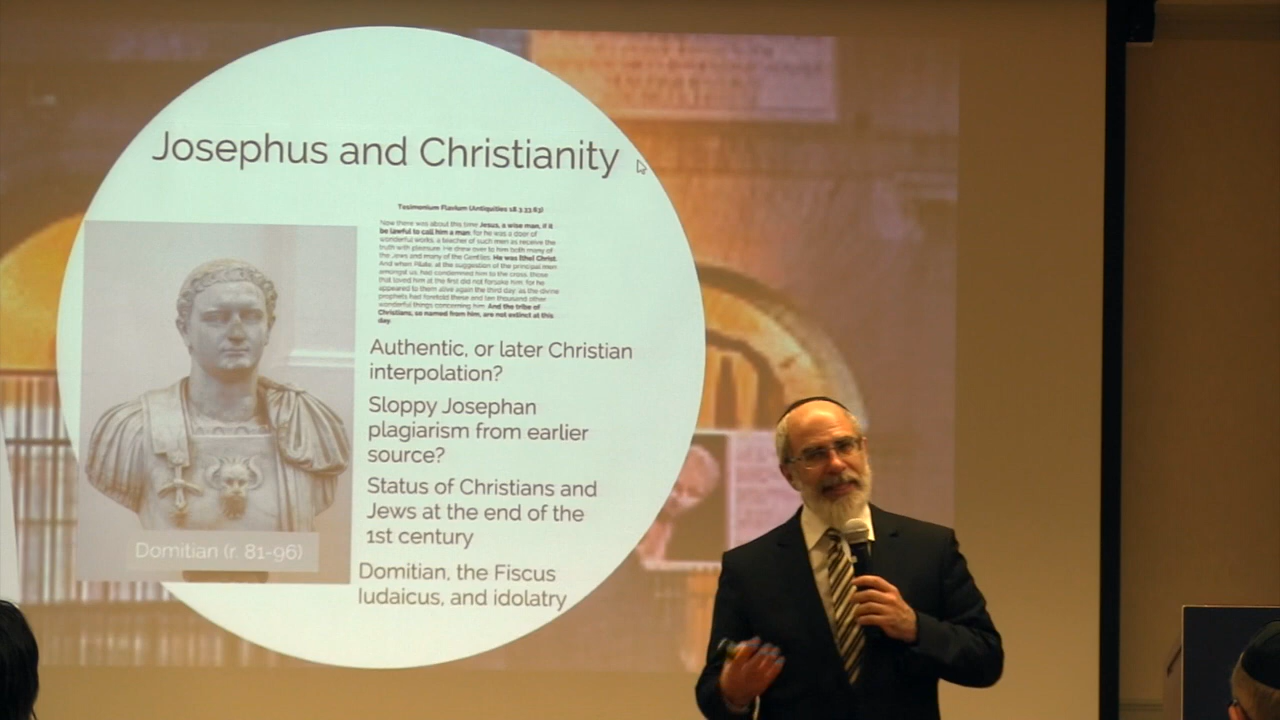 Josephus and Christianity
Tesimonium Flavium (Antiquities 18.3.33 63)
Now there was about this time Jesus, a wise man, if it
be lawful to call him a man; for he was a doer of
wonderful works, a teacher of such men as receive the
truth with pleasure. He drew over to him both many of
the Jews and many of the Gentiles. He was [the] Christ.
And when Pilate, at the suggestion of the principal men
amongst us, had condemned him to the cross, those
that loved him at the first did not forsake him; for he
appeared to them alive again the third day; as the divine
prophets had foretold these and ten thousand other
wonderful things concerning him. And the tribe of
Christians, so named from him, are not extinct at this
day.
Authentic, or later Christian
interpolation?
Sloppy Josephan
plagiarism from earlier
source?
Status of Christians and
Jews at the end of the
1st century
Domitian, the Fiscus
Iudaicus, and idolatry
Domitian (r. 81-96)